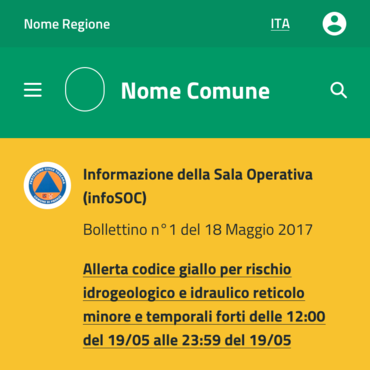 Nome Regione
ITA
Nome Comune
Informazione della Sala Operativa
(infoSOC)
Bollettino n°1 del 18 Maggio 2017
Allerta codice giallo per rischio
idrogeologico e idraulico reticolo
minore e temporali forti delle 12:00
del 19/05 alle 23:59 del 19/05